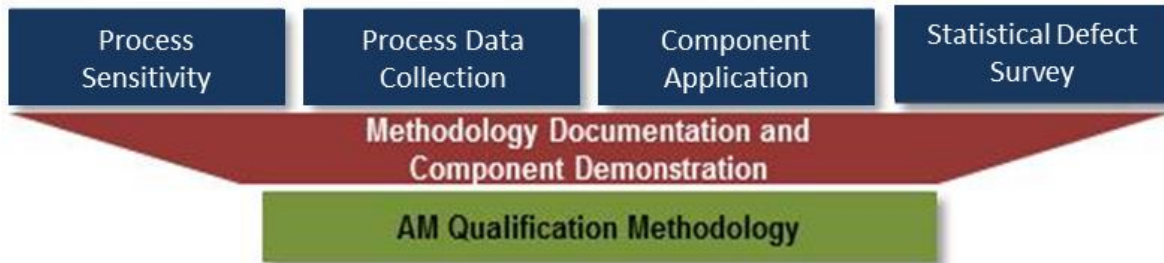 Process
Sensitivity
Process Data
Collection
Component
Application
Statistical Defect
Survey
Methodology Documentation and
Component Demonstration
AM Qualification Methodology